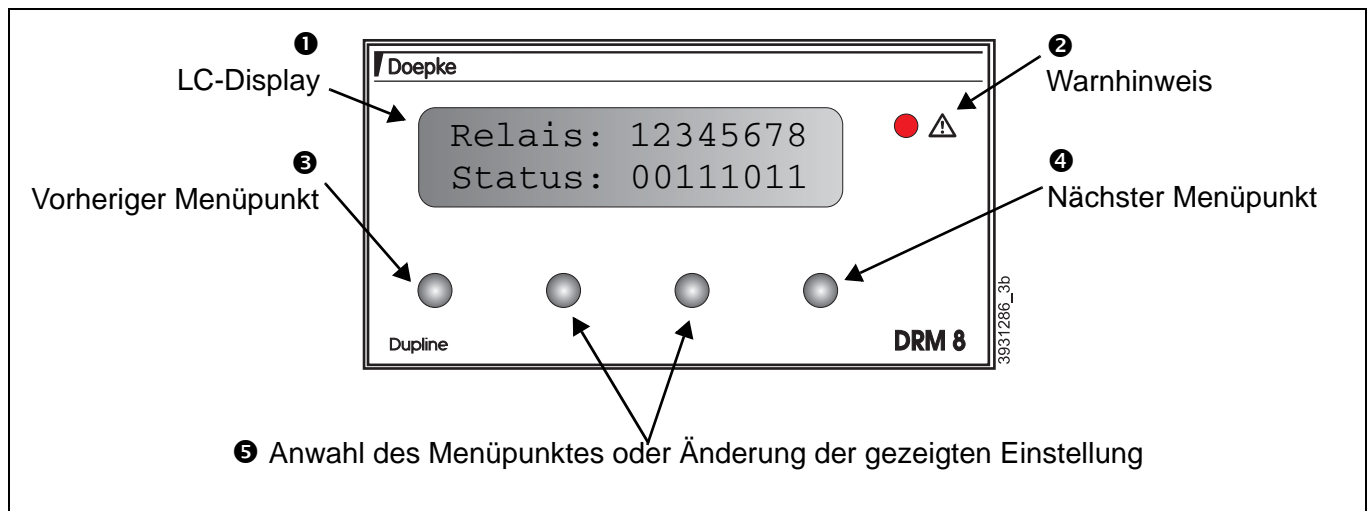 ❶
LC-Display
Doepke
❷
Warnhinweis
Relais: 12345678
Status: 00111011
❸
Vorheriger Menüpunkt
❹
Nächster Menüpunkt
Dupline
DRM 8
3931286_3b
❺ Anwahl des Menüpunktes oder Änderung der gezeigten Einstellung